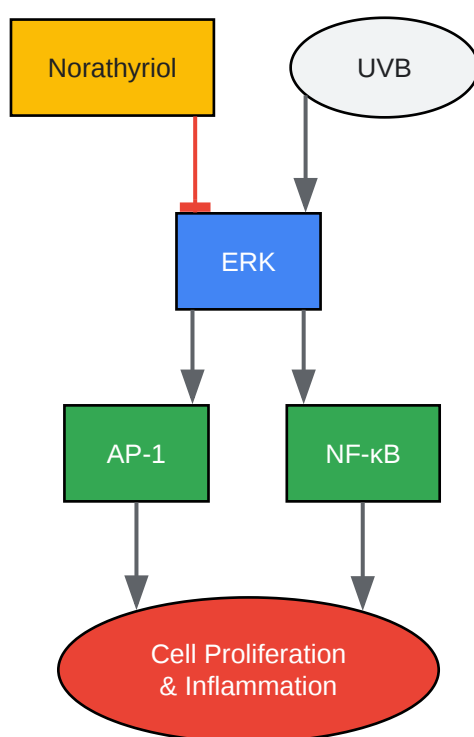 Norathyriol
UVB
ERK
AP-1
NF-κB
Cell Proliferation
& Inflammation